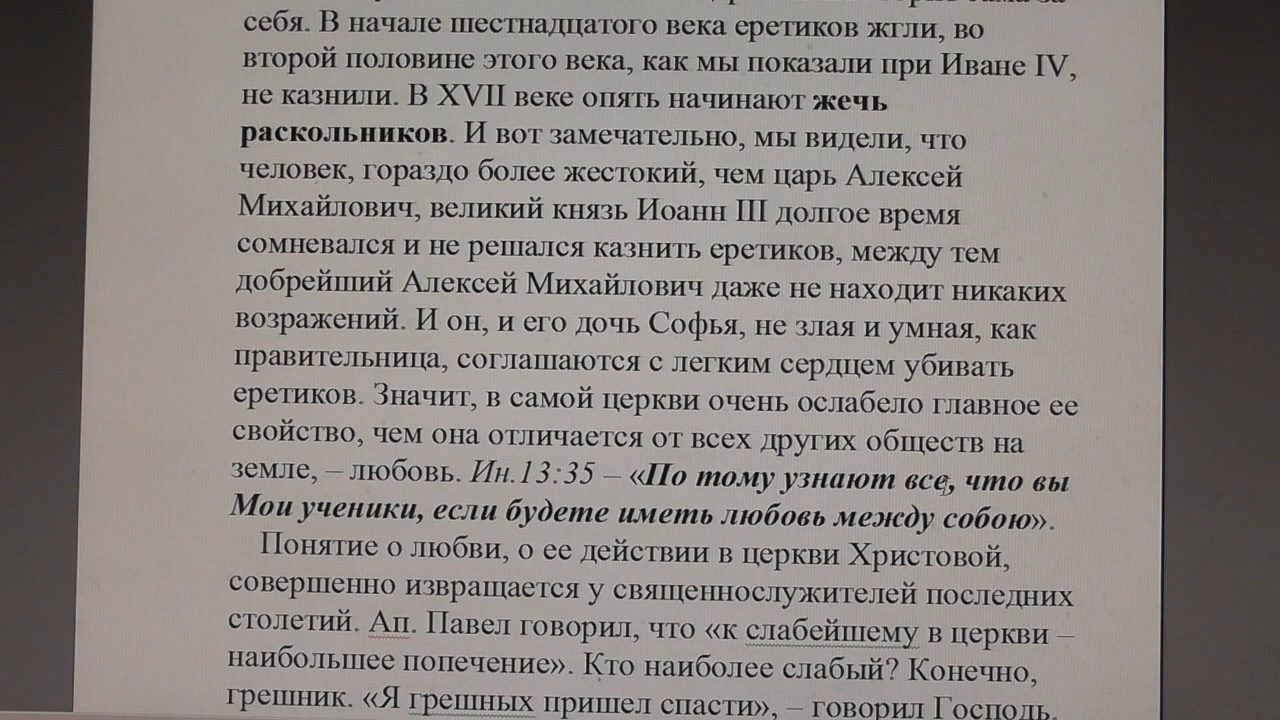 себя. В начале шестнадцатого века еретиков жгли, во
второй половине этого века, как мы показали при Иване IV,
не казнили. В XVII веке опять начинают жечь
раскольников. И вот замечательно, мы видели, что
человек, гораздо более жестокий, чем царь Алексей
Михайлович, великий князь Иоанн III долгое время
сомневался и не решался казнить еретиков, между тем
добрейший Алексей Михайлович даже не находит никаких
возражений. И он, и его дочь Софья, не злая и умная, как
правительница, соглашаются с легким сердцем убивать
еретиков. Значит, в самой церкви очень ослабело главное ее
свойство, чем она отличается от всех других обществ на
земле, – любовь. Ин.13:35 – «По тому узнают все, что вы
Мои ученики, если будете иметь любовь между собою».
Понятие о любви, о ее действии в церкви Христовой,
совершенно извращается у священнослужителей последних
столетий. Ап. Павел говорил, что «к слабейшему в церкви –
наибольшее попечение». Кто наиболее слабый? Конечно,
грешник. «Я грешных пришел спасти», – говорил Господь.